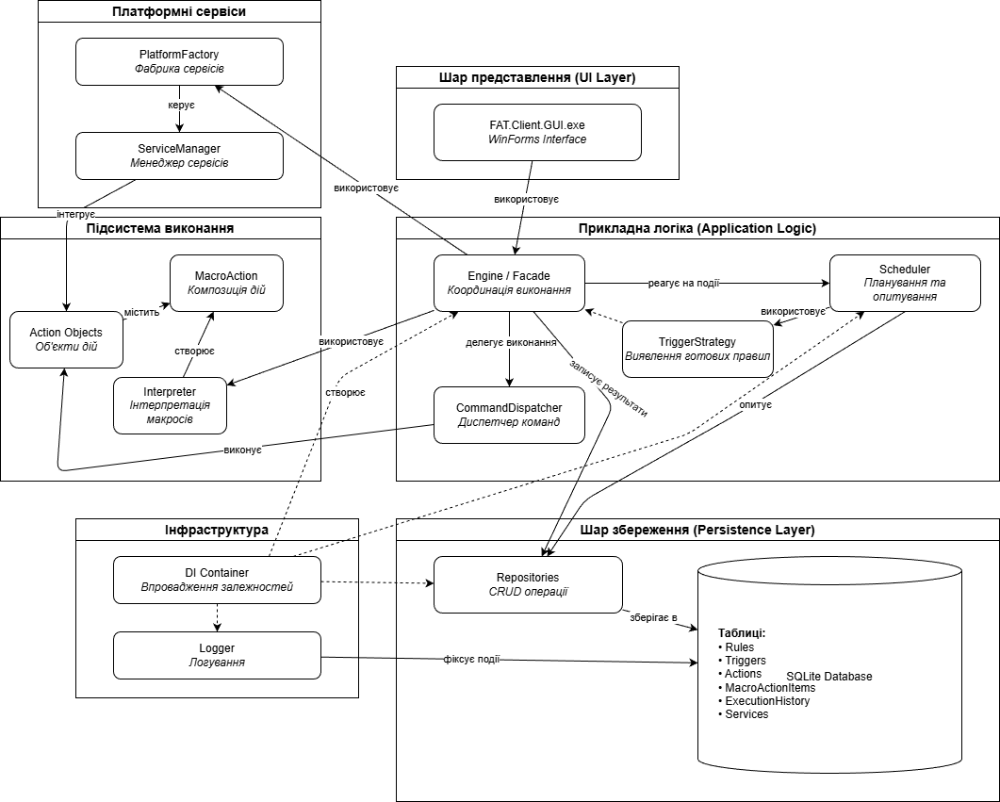 Платформні сервіси
PlatformFactory
Фабрика сервісів
керує
ServiceManager
Менеджер сервісів
інтегрує
Шар представлення (UI Layer)
FAT.Client.GUI.exe
WinForms Interface
використовує
використовує
Підсистема виконання
MacroAction
Композиція дій
містить
Action Objects
Об'єкти дій
створює
Interpreter
Інтерпретація
макросів
виконує
Прикладна логіка (Application Logic)
Engine / Facade
Координація виконання
реагує на події
Scheduler
Планування та
опитування
використовує
TriggerStrategy
Виявлення готових правил
використовує
делегує виконання
записує результати
створює
CommandDispatcher
Диспетчер команд
опитує
Інфраструктура
DI Container
Впровадження залежностей
Logger
Логування
фіксує події
Шар збереження (Persistence Layer)
Repositories
CRUD операції
зберігає в
Таблиці:
• Rules
• Triggers
• Actions
SQLite Database
• MacroActionItems
• ExecutionHistory
• Services